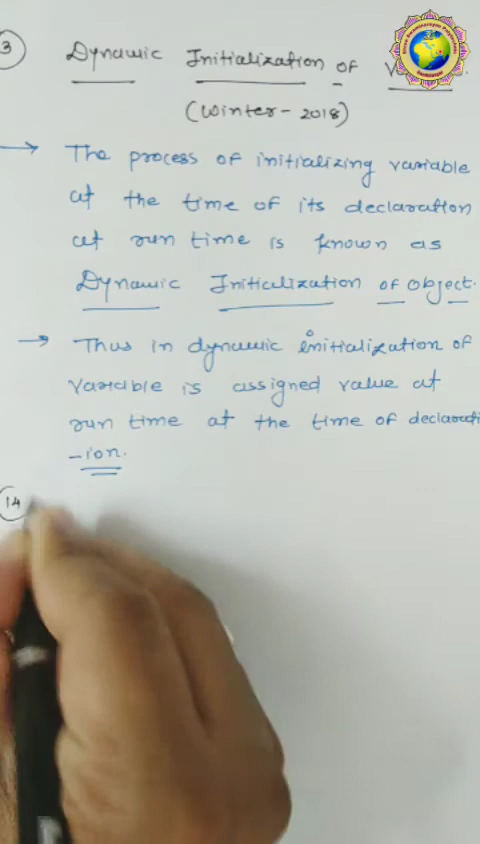 3 Dynamic Initialization of
(Winter-2018)
→ The process of initializing variable
at the time of its declaration
at run time is known as
Dynamic Initialization of object.
→ Thus in dynamic initialization of
Variable is assigned value at
run time at the time of declarati
-ion.
14